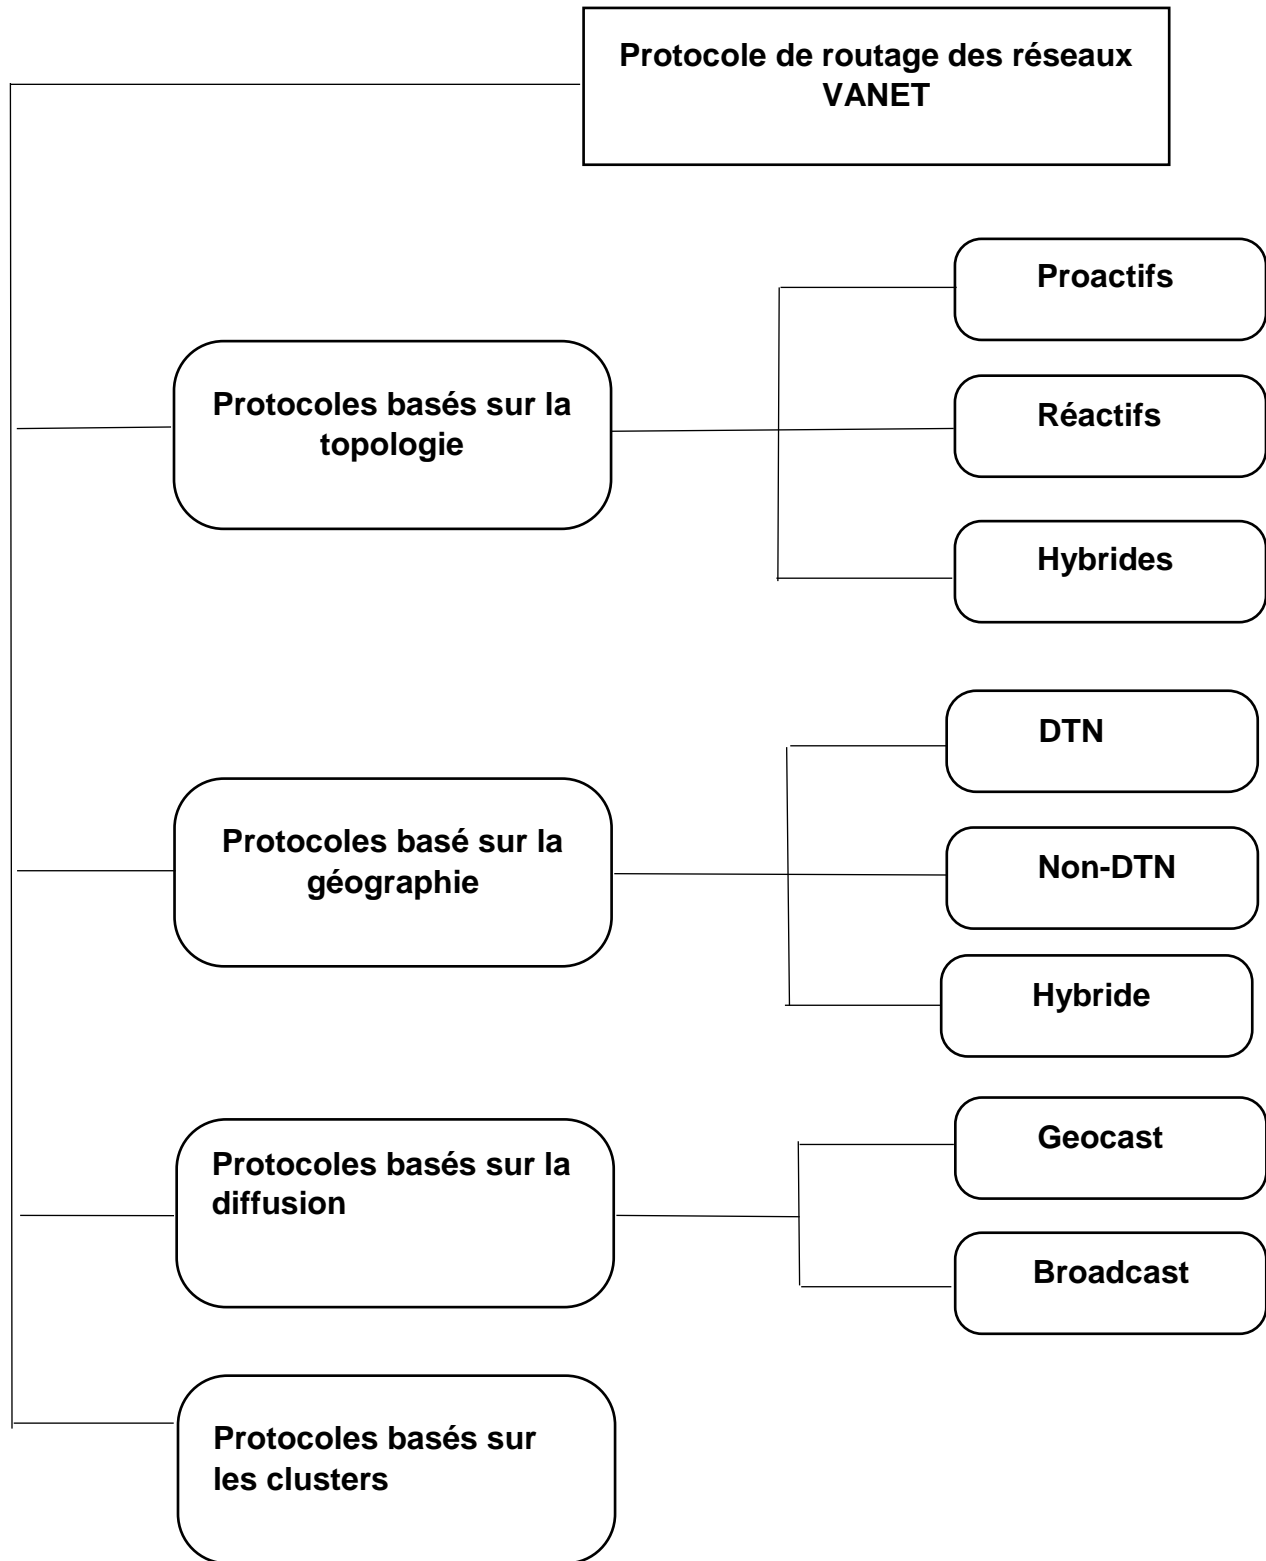 Protocole de routage des réseaux
VANET
Protocoles basés sur la
topologie
Proactifs
Réactifs
Hybrides
Protocoles basé sur la
géographie
DTN
Non-DTN
Hybride
Protocoles basés sur la
diffusion
Geocast
Broadcast
Protocoles basés sur
les clusters